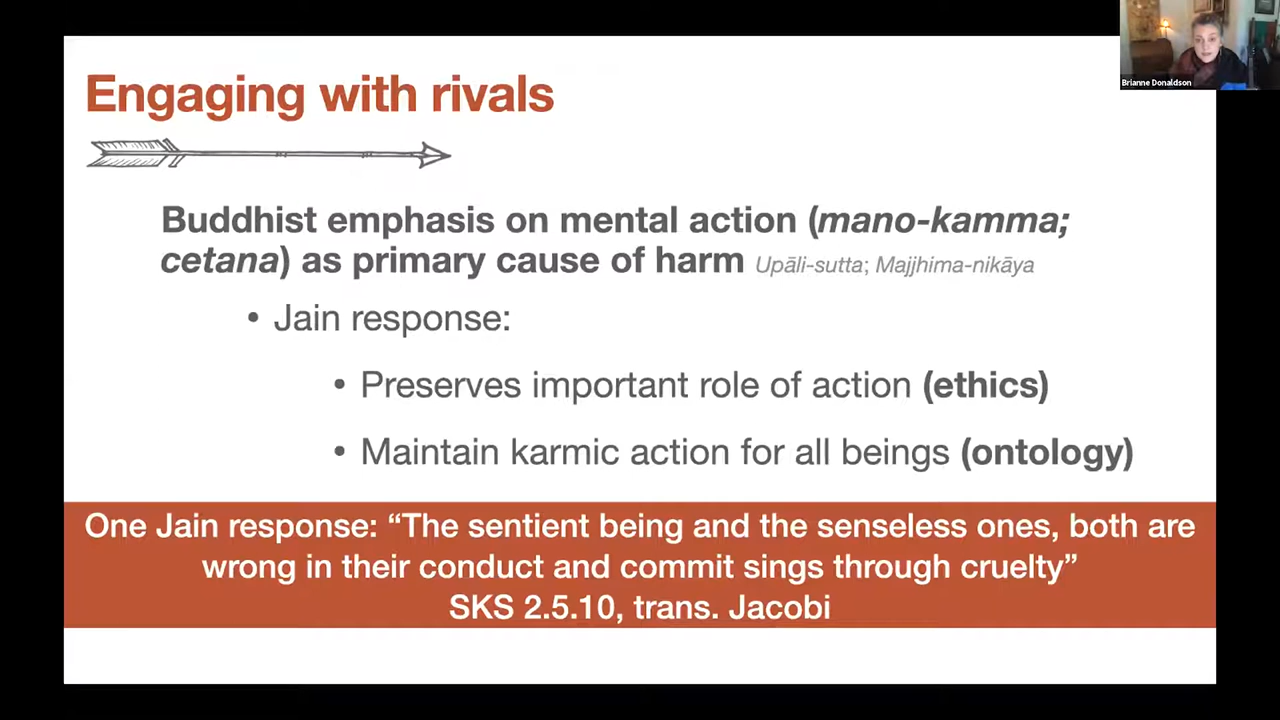 Brianne Donaldson
Engaging with rivals
Buddhist emphasis on mental action (mano-kamma;
cetana) as primary cause of harm Upāli-sutta; Majjhima-nikāya
• Jain response:
• Preserves important role of action (ethics)
• Maintain karmic action for all beings (ontology)
One Jain response: “The sentient being and the senseless ones, both are
wrong in their conduct and commit sings through cruelty”
SKS 2.5.10, trans. Jacobi